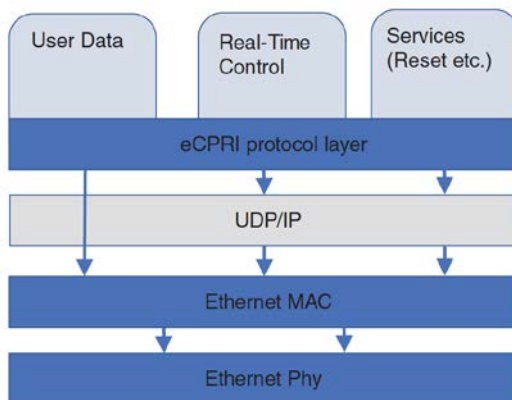 User Data
Real-Time
Control
Services
(Reset etc.)
eCPRI protocol layer
UDP/IP
Ethernet MAC
Ethernet Phy